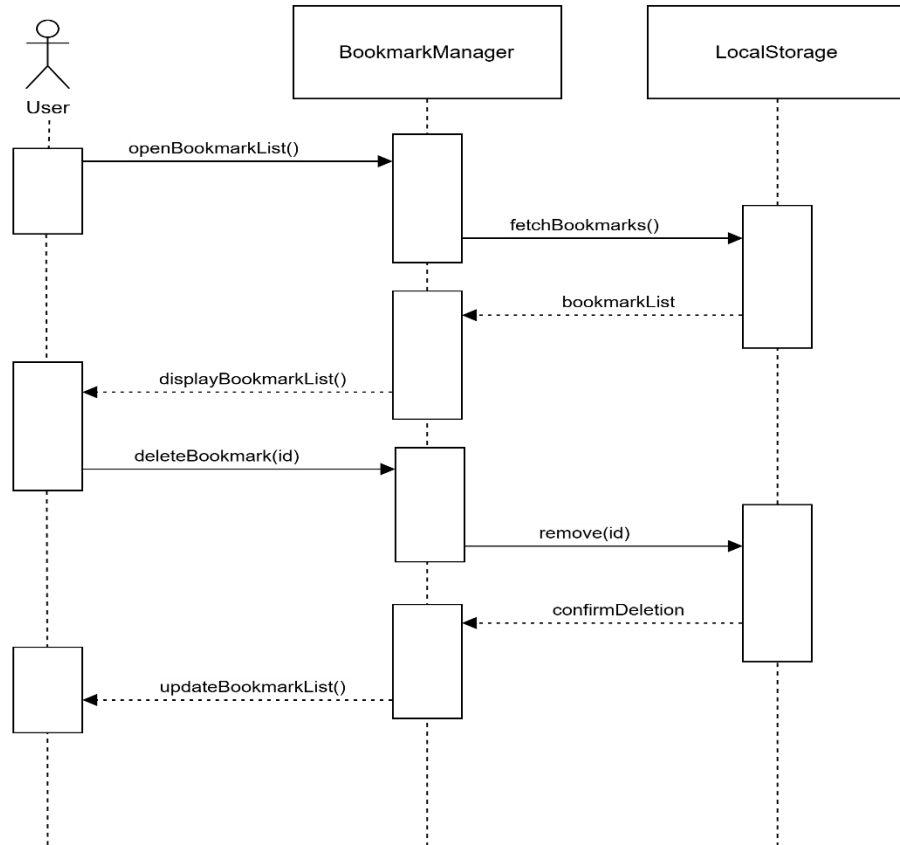 User
BookmarkManager
LocalStorage
openBookmarkList()
fetchBookmarks()
bookmarkList
displayBookmarkList()
deleteBookmark(id)
remove(id)
confirmDeletion
updateBookmarkList()